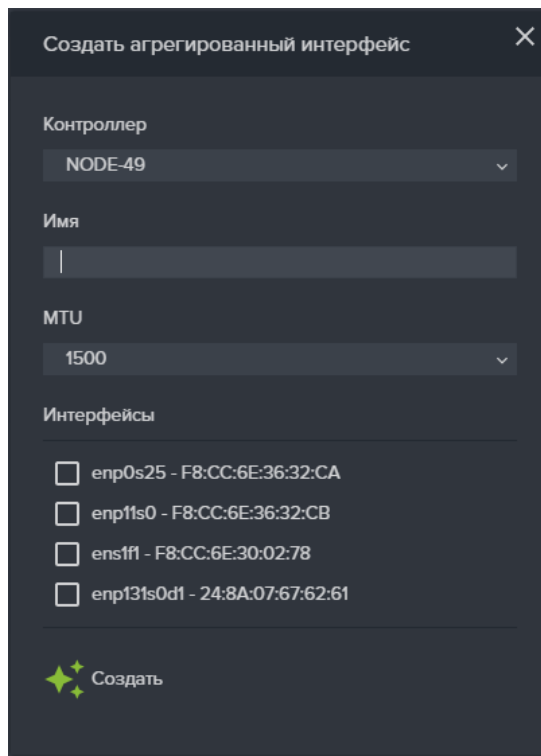 Создать агрегированный интерфейс
Контроллер
NODE-49
Имя
MTU
1500
Интерфейсы
enp0s25 - F8:CC:6E:36:32:CA
enp11s0 - F8:CC:6E:36:32:CB
ens1f1 - F8:CC:6E:30:02:78
enp131s0d1 - 24:8A:07:67:62:61
Создать